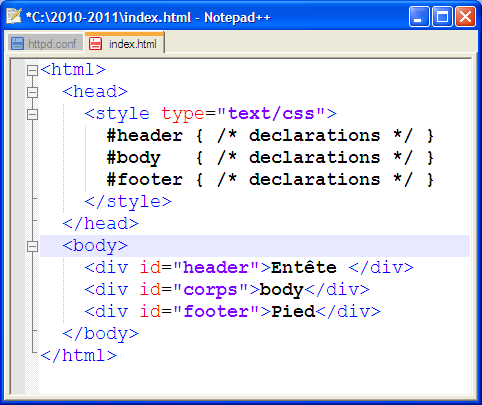 *C:\2010-2011\index.html - Notepad++
httpd.conf index.html
<html>
<head>
<style type="text/css">
#header { /* declarations */ }
#body   { /* declarations */ }
#footer { /* declarations */ }
</style>
</head>
<body>
<div id="header">Entête </div>
<div id="corps">body</div>
<div id="footer">Pied</div>
</body>
</html>